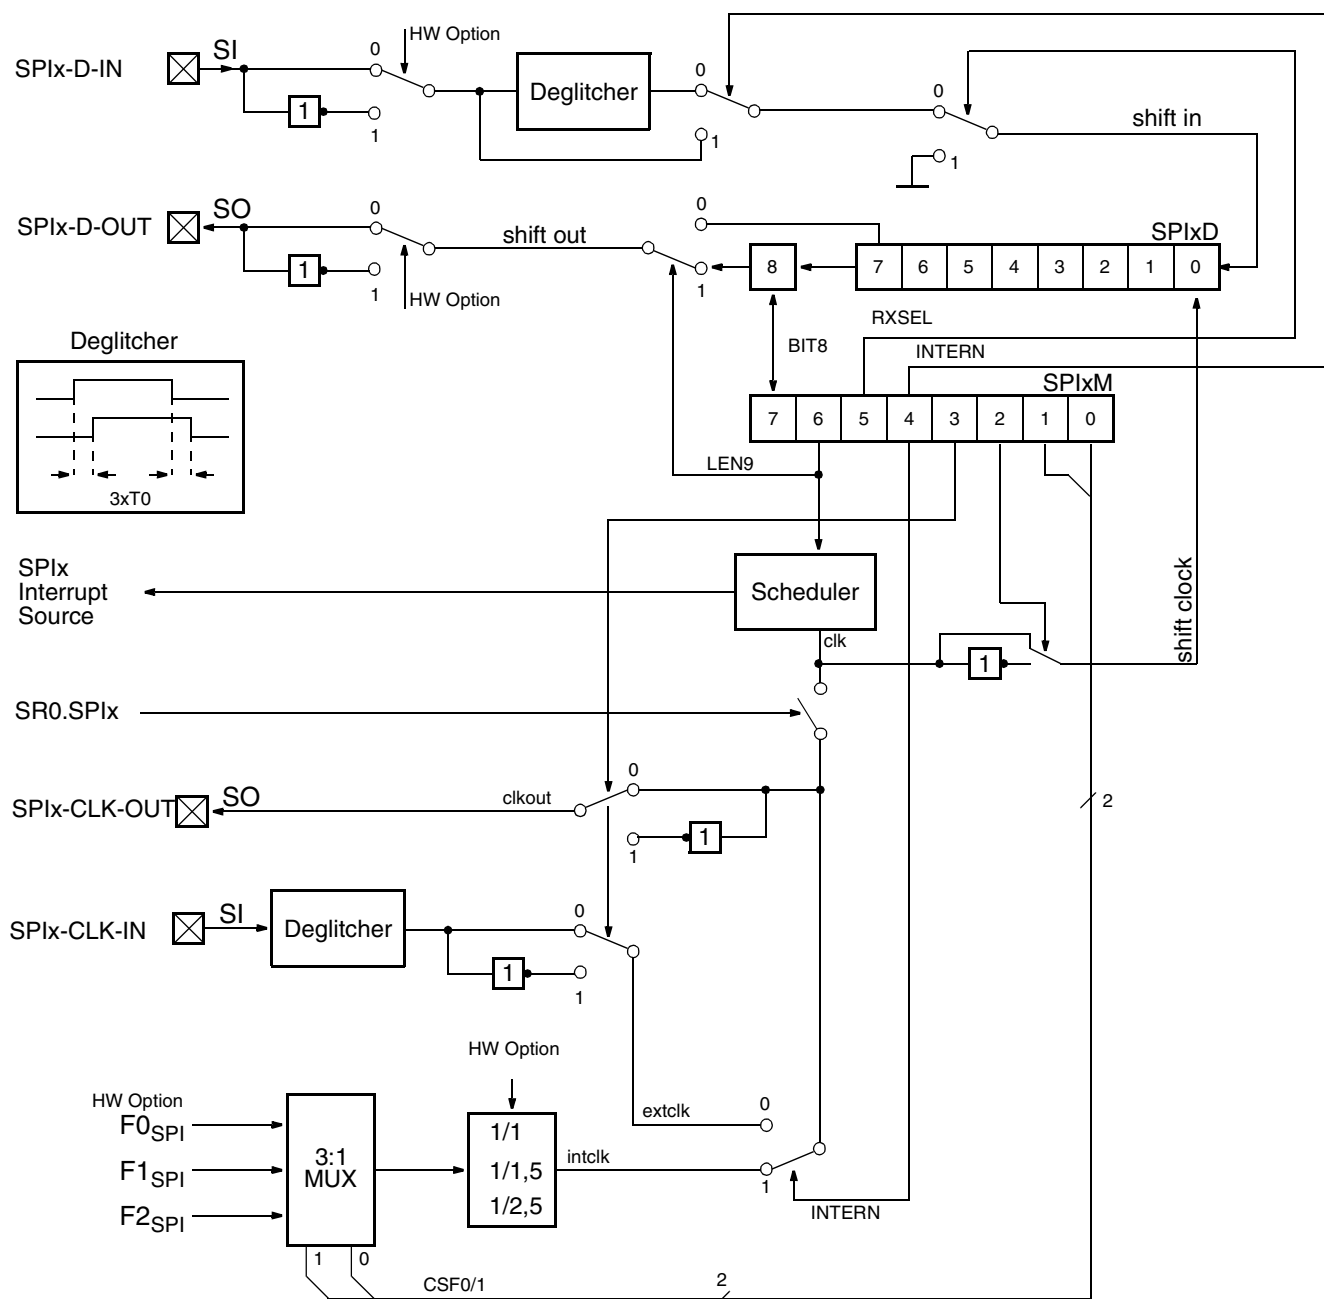 HW Option
SPIx-D-IN
SI
0
1
1
Deglitcher
0
1
0
1
shift in
SPIx-D-OUT
SO
0
1
1
HW Option
shift out
0
1
8
SPIxD
7 6 5 4 3 2 1 0
RXSEL
BIT8
INTERN
SPIxM
7 6 5 4 3 2 1 0
LEN9
Deglitcher
3xT0
SPIx
Interrupt
Source
Scheduler
clk
1
shift clock
SR0.SPIx
SPIx-CLK-OUT
SO
clkout
0
1
1
2
SPIx-CLK-IN
SI
Deglitcher
0
1
1
HW Option
HW Option
F0SPI
F1SPI
F2SPI
3:1
MUX
1 0
1/1
1/1,5
1/2,5
extclk
0
intclk
1
INTERN
CSF0/1
2